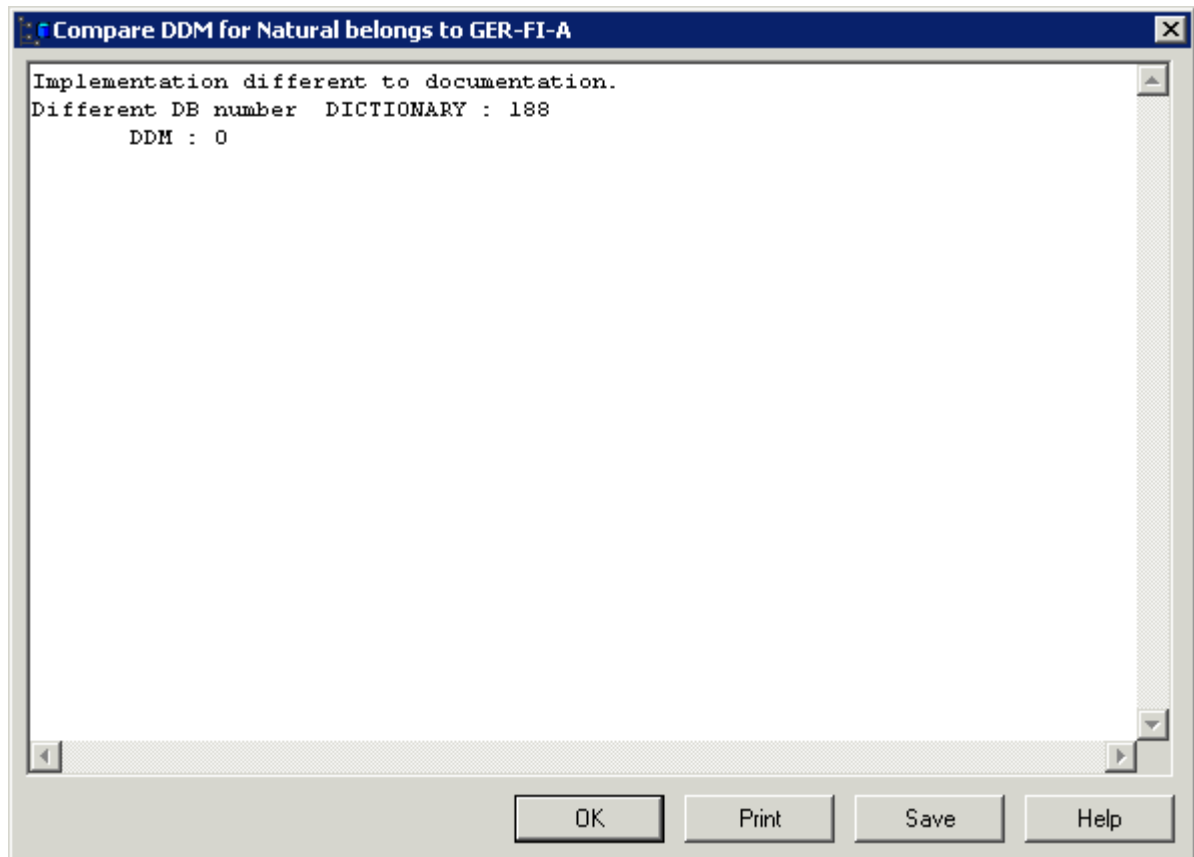 Compare DDM for Natural belongs to GER-FI-A
Implementation different to documentation.
Different DB number  DICTIONARY : 188
       DDM : 0
OK
Print
Save
Help